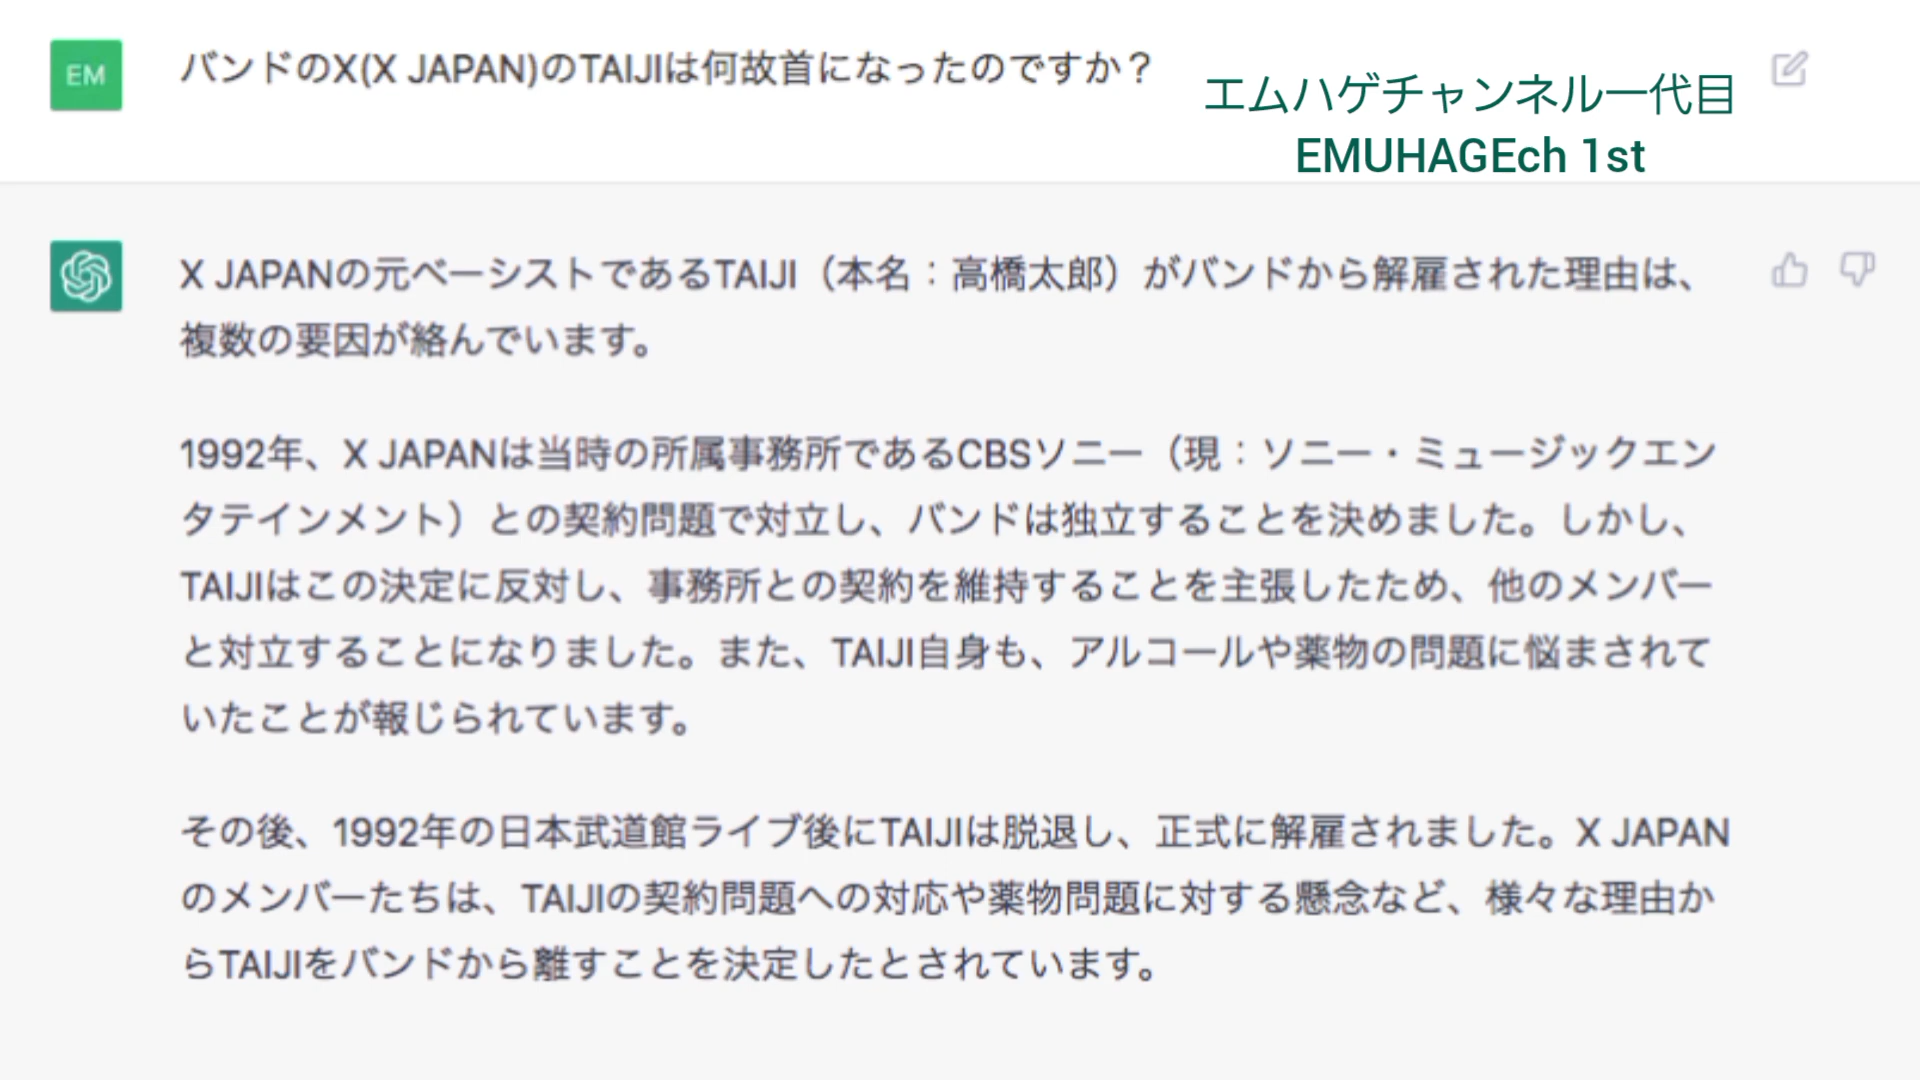 EM
バンドのX(X JAPAN)のTAIJIは何故首になったのですか？
エムハゲチャンネル一代目
EMUHAGEch 1st
X JAPANの元ベーシストであるTAIJI（本名：高橋太郎）がバンドから解雇された理由は、
複数の要因が絡んでいます。
1992年、X JAPANは当時の所属事務所であるCBSソニー（現：ソニー・ミュージックエン
タテインメント）との契約問題で対立し、バンドは独立することを決めました。しかし、
TAIJIはこの決定に反対し、事務所との契約を維持することを主張したため、他のメンバー
と対立することになりました。また、TAIJI自身も、アルコールや薬物の問題に悩まされて
いたことが報じられています。
その後、1992年の日本武道館ライブ後にTAIJIは脱退し、正式に解雇されました。X JAPAN
のメンバーたちは、TAIJIの契約問題への対応や薬物問題に対する懸念など、様々な理由か
らTAIJIをバンドから離すことを決定したとされています。